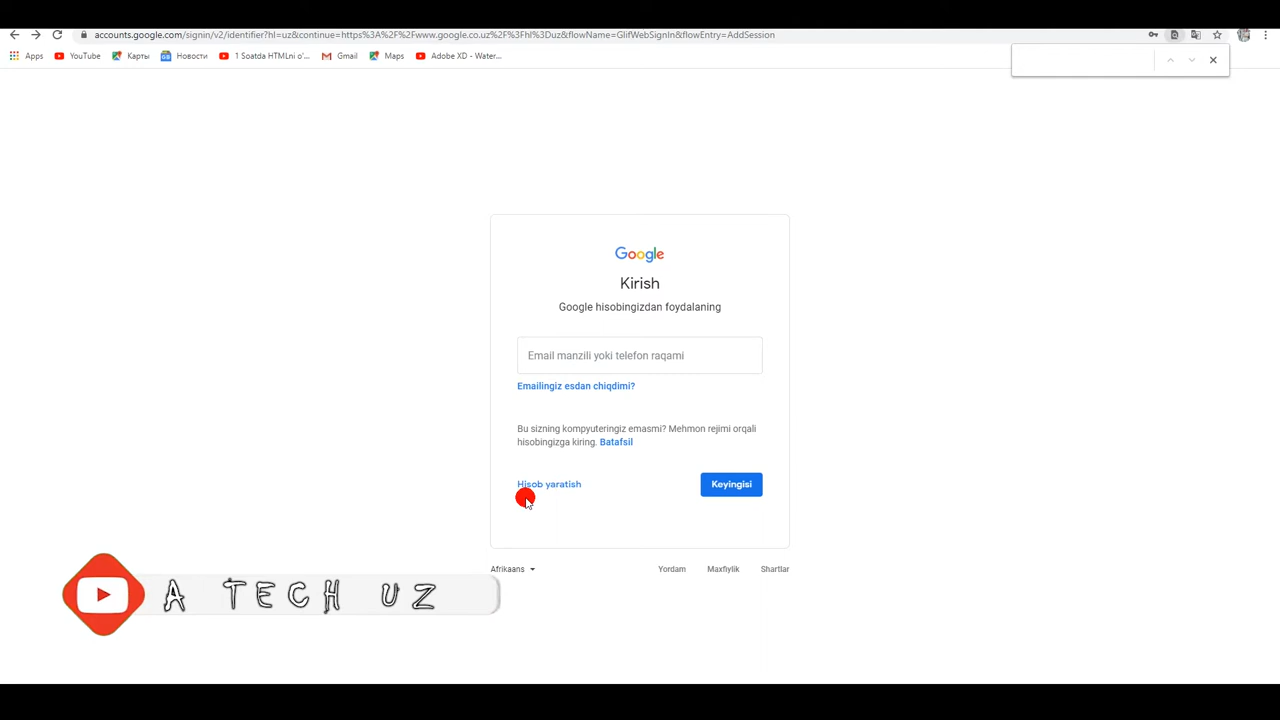 accounts.google.com/signin/v2/identifier?hl=uz&continue=https%3A%2F%2Fwww.google.co.uz%2F%3Fhl%3Duz&flowName=GlifWebSignIn&flowEntry=AddSession
Apps YouTube Карты Новости 1 Soatda HTMLni o'... Gmail Maps Adobe XD - Water...
Google
Kirish
Google hisobingizdan foydalaning
Email manzili yoki telefon raqami
Emailingiz esdan chiqdimi?
Bu sizning kompyuteringiz emasmi? Mehmon rejimi orqali
hisobingizga kiring. Batafsil
Hisob yaratish Keyingisi
Afrikaans Yordam Maxfiylik Shartlar
A TECH UZ